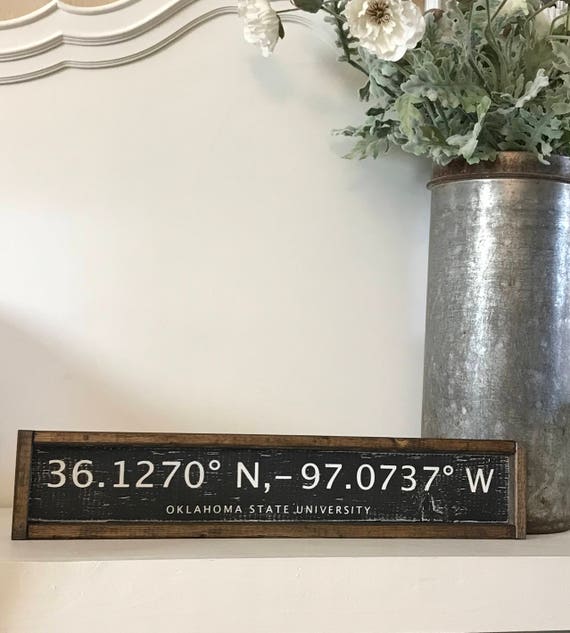 36.1270° N,- 97.0737° W
OKLAHOMA STATE UNIVERSITY